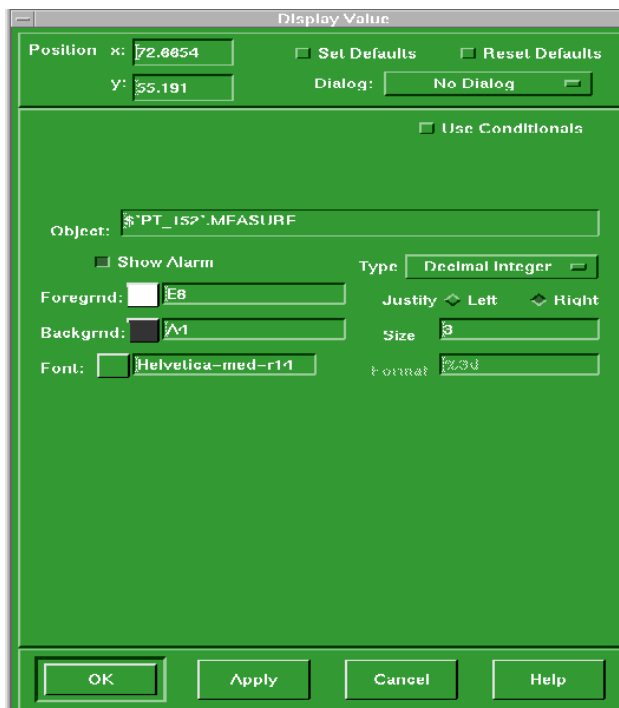 Display Value
Position x: 72.6654
Set Defaults
Reset Defaults
y: 55.191
Dialog: No Dialog
Use Conditionals
Object: $"PT_152".MEASURE
Show Alarm
Type Decimal Integer
Foregrnd: E8
Justify Left Right
Backgrnd: A1
Size 3
Font: Helvetica-med-r14
Format %3d
OK
Apply
Cancel
Help